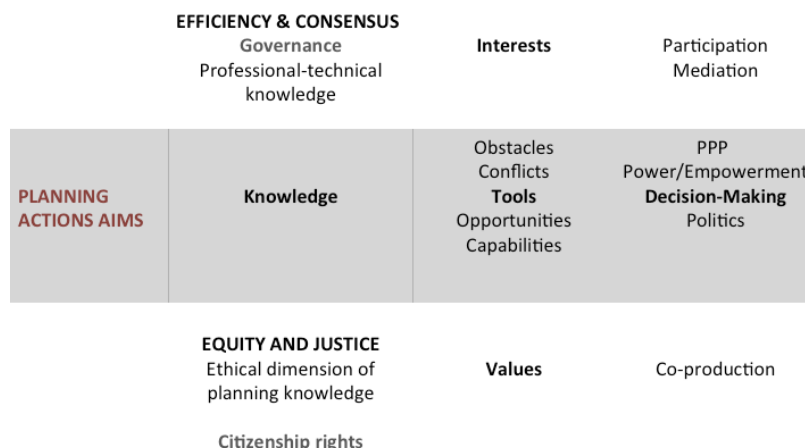 EFFICIENCY & CONSENSUS
Governance
Professional-technical
knowledge
Interests
Participation
Mediation
PLANNING
ACTIONS AIMS
Knowledge
Obstacles
Conflicts
Tools
Opportunities
Capabilities
PPP
Power/Empowerment
Decision-Making
Politics
EQUITY AND JUSTICE
Ethical dimension of
planning knowledge
Citizenship rights
Values
Co-production